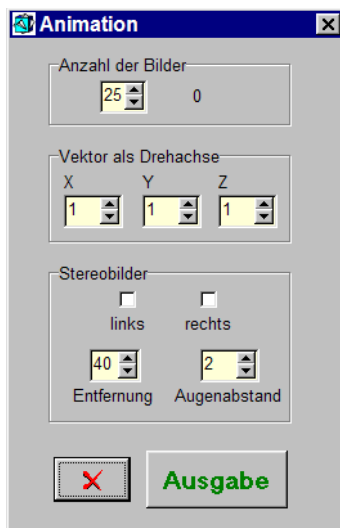 Animation
Anzahl der Bilder
25 0
Vektor als Drehachse
X Y Z
1 1 1
Stereobilder
links rechts
40 2
Entfernung Augenabstand
Ausgabe